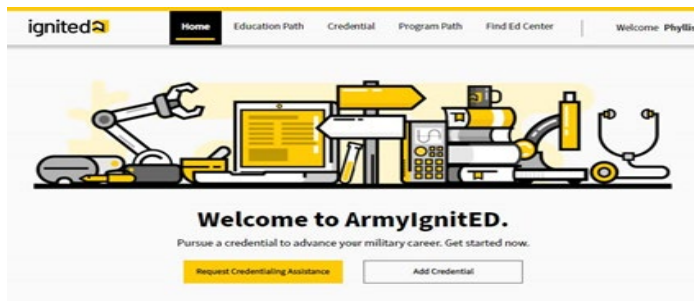 ignited
Home Education Path Credential Program Path Find Ed Center Welcome Phyllis
Welcome to ArmyIgnitED.
Pursue a credential to advance your military career. Get started now.
Request Credentialing Assistance Add Credential